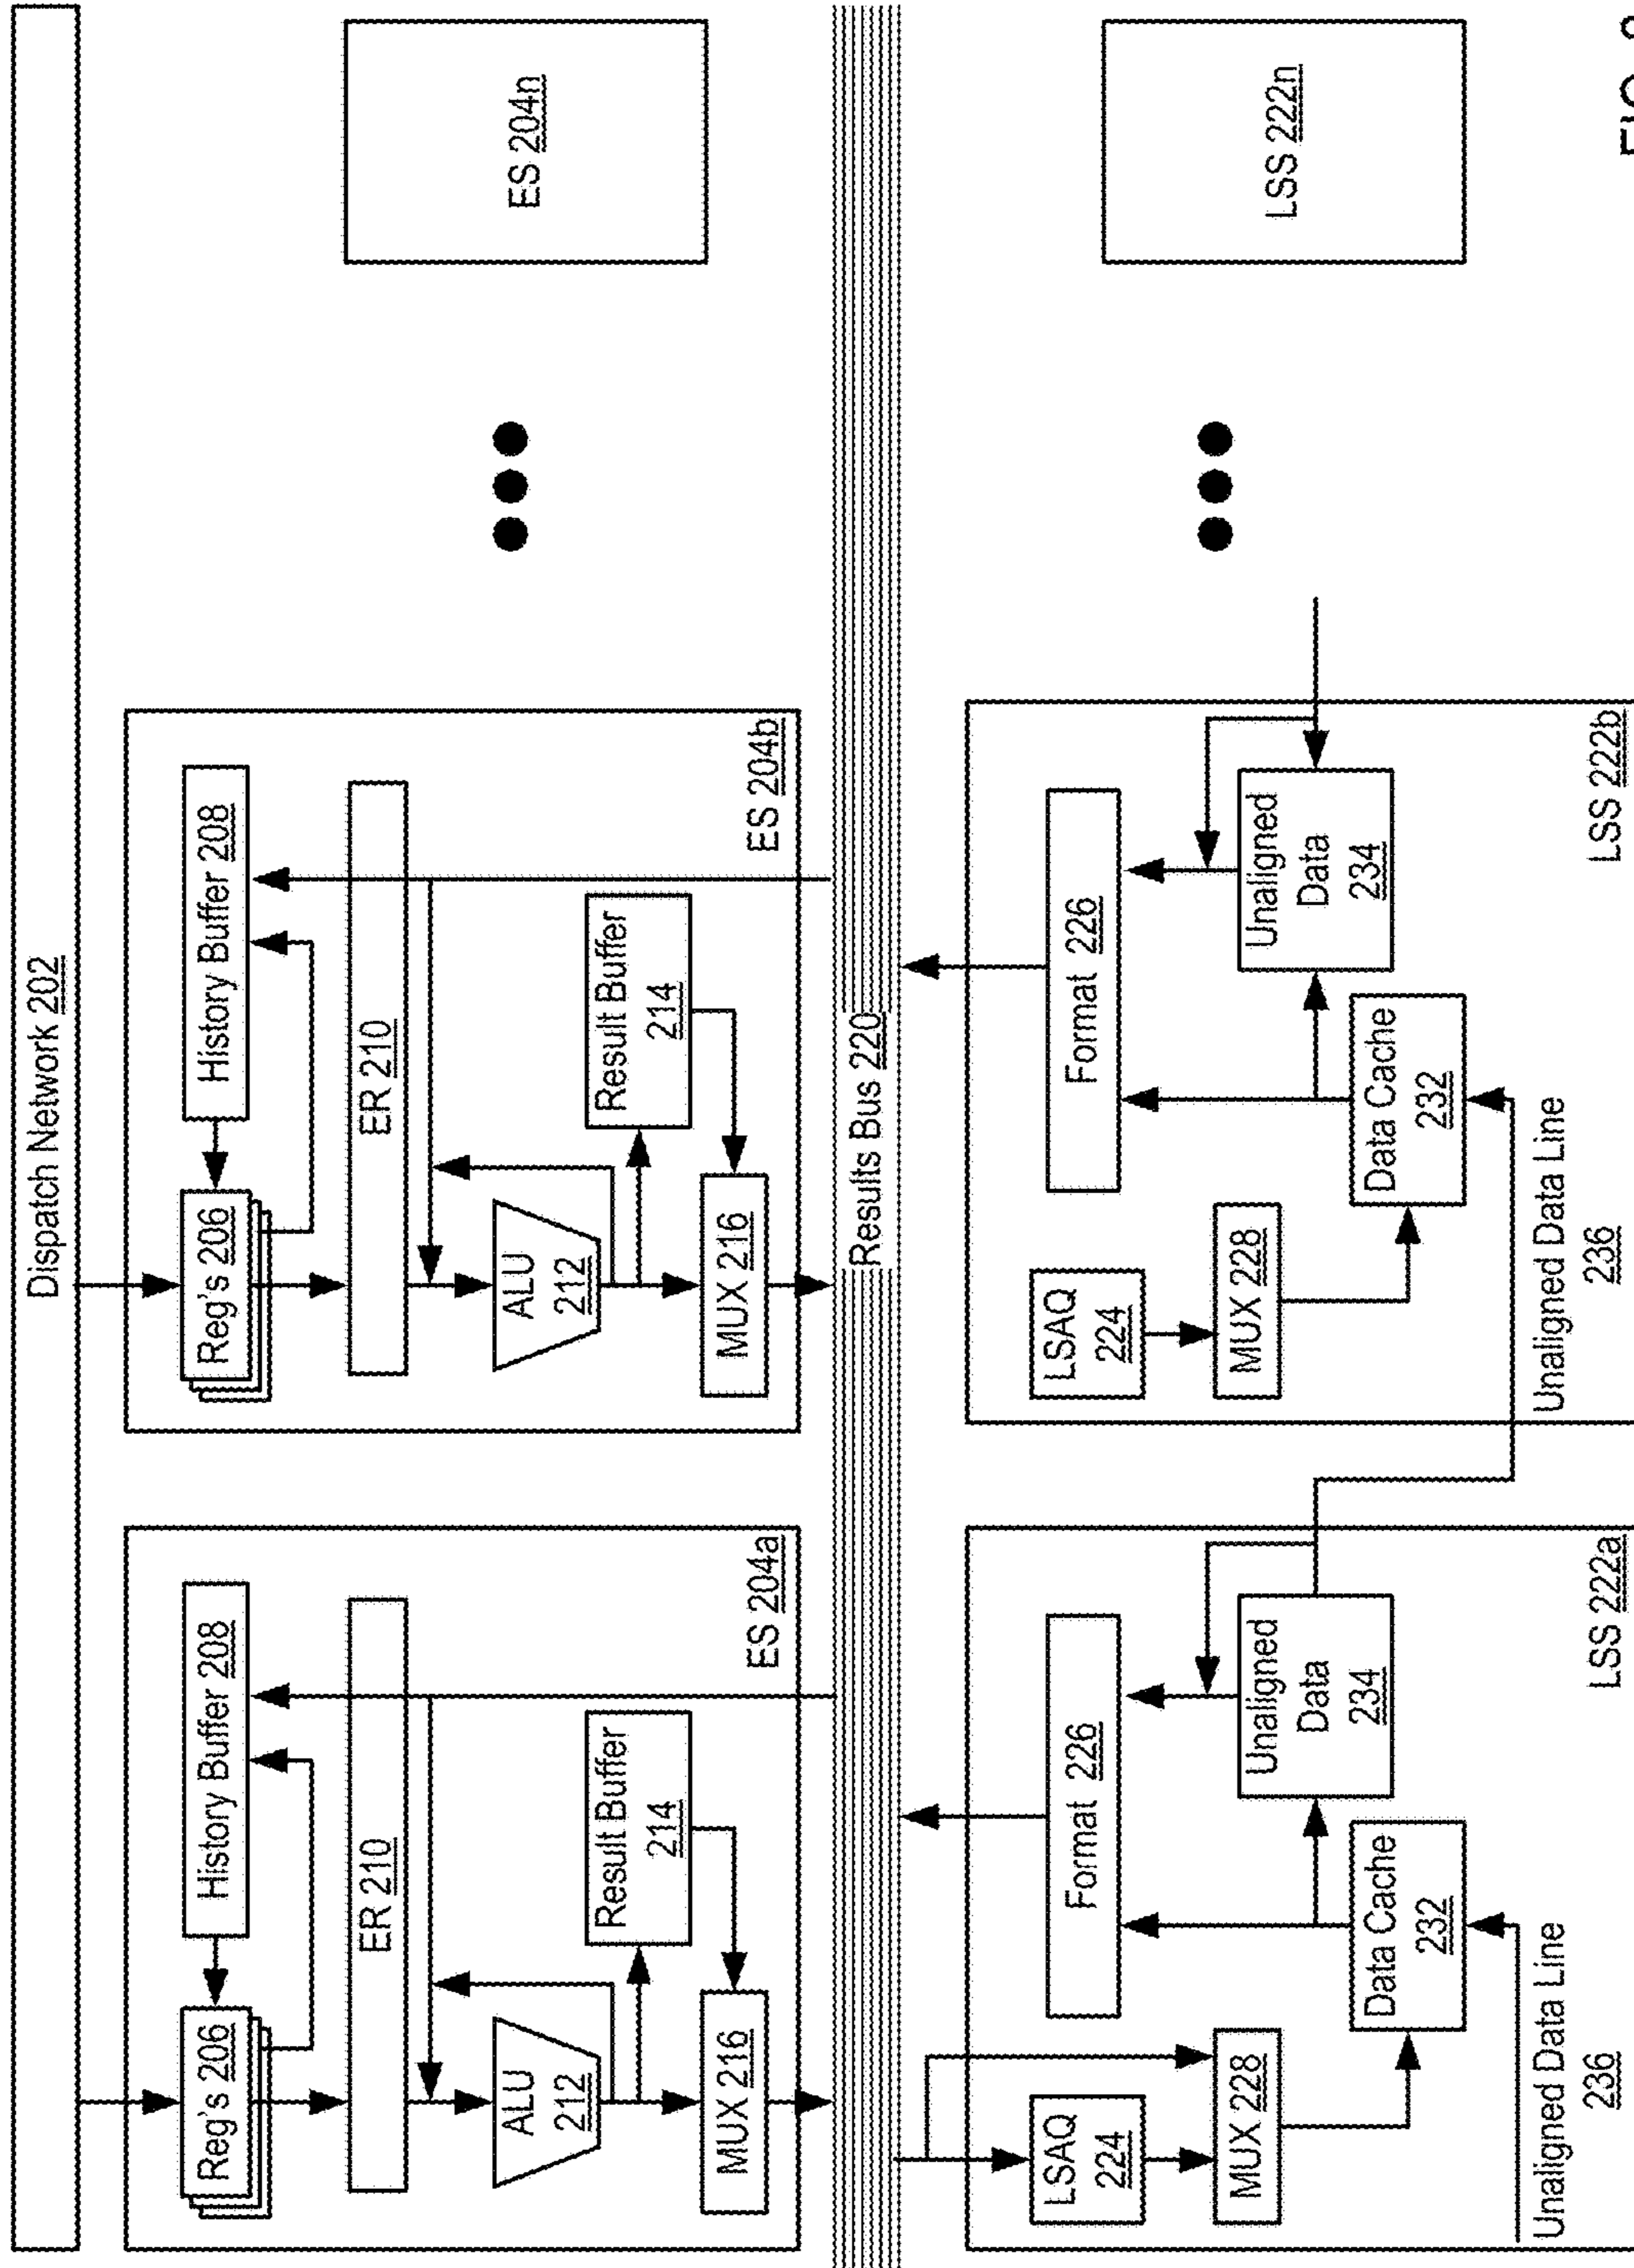 Dispatch Network 202
Reg's 206
History Buffer 208
ER 210
ALU
212
Result Buffer
214
MUX 216
ES 204a
Reg's 206
History Buffer 208
ER 210
ALU
212
Result Buffer
214
MUX 216
ES 204b
ES 204n
Results Bus 220
LSAQ
224
MUX 228
Format 226
Unaligned
Data
234
Data Cache
232
Unaligned Data Line
236
LSS 222a
LSAQ
224
MUX 228
Format 226
Unaligned
Data
234
Data Cache
232
Unaligned Data Line
236
LSS 222b
LSS 222n